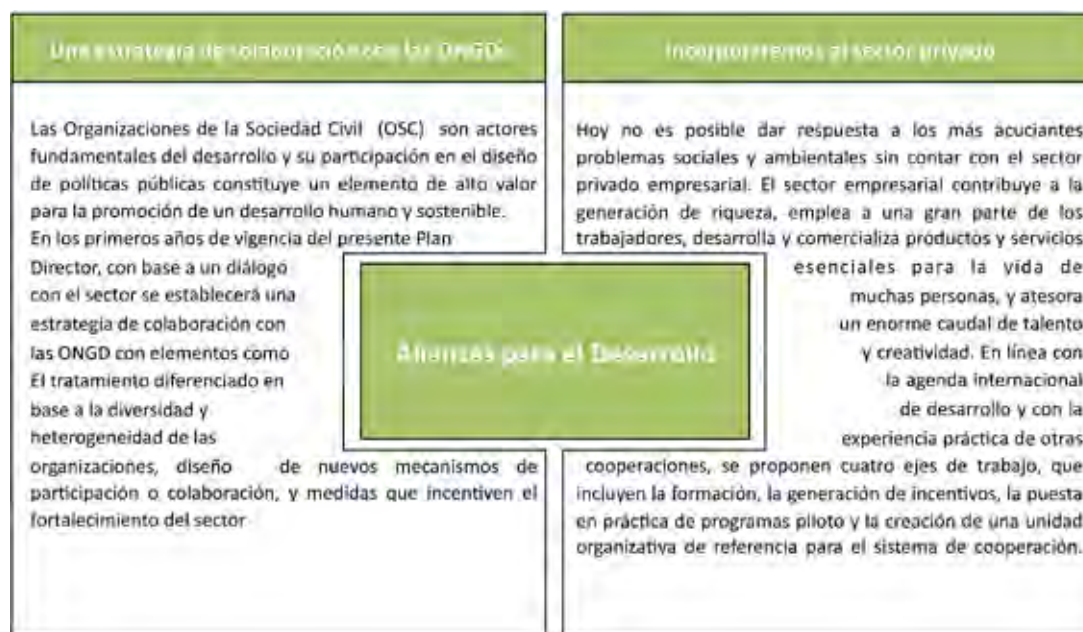 Una estrategia de colaboración con las ONGDs
Las Organizaciones de la Sociedad Civil (OSC) son actores
fundamentales del desarrollo y su participación en el diseño
de políticas públicas constituye un elemento de alto valor
para la promoción de un desarrollo humano y sostenible.
En los primeros años de vigencia del presente Plan
Director, con base a un diálogo
con el sector se establecerá una
estrategia de colaboración con
las ONGD con elementos como
El tratamiento diferenciado en
base a la diversidad y
heterogeneidad de las
organizaciones, diseño de nuevos mecanismos de
participación o colaboración, y medidas que incentiven el
fortalecimiento del sector
Incorporaremos al sector privado
Hoy no es posible dar respuesta a los más acuciantes
problemas sociales y ambientales sin contar con el sector
privado empresarial. El sector empresarial contribuye a la
generación de riqueza, emplea a una gran parte de los
trabajadores, desarrolla y comercializa productos y servicios
esenciales para la vida de
muchas personas, y atesora
un enorme caudal de talento
y creatividad. En línea con
la agenda internacional
de desarrollo y con la
experiencia práctica de otras
cooperaciones, se proponen cuatro ejes de trabajo, que
incluyen la formación, la generación de incentivos, la puesta
en práctica de programas piloto y la creación de una unidad
organizativa de referencia para el sistema de cooperación.
Alianzas para el Desarrollo